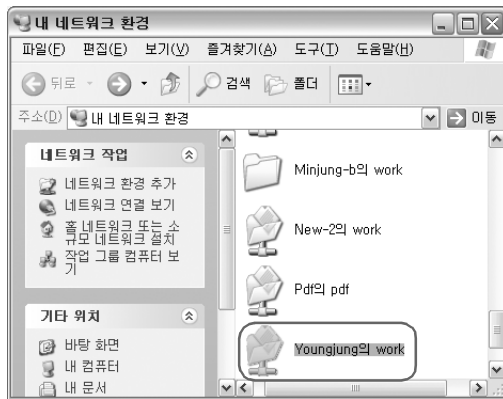 내 네트워크 환경
파일(F) 편집(E) 보기(V) 즐겨찾기(A) 도구(T) 도움말(H)
뒤로 검색 폴더
주소(D) 내 네트워크 환경 이동
네트워크 작업
네트워크 환경 추가
네트워크 연결 보기
홈 네트워크 또는 소
규모 네트워크 설치
작업 그룹 컴퓨터 보
기
기타 위치
바탕 화면
내 컴퓨터
내 문서
Minjung-b의 work
New-2의 work
Pdf의 pdf
Youngjung의 work